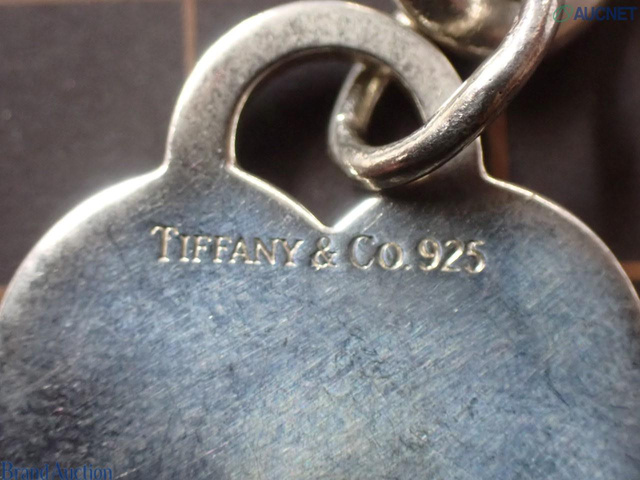 AUCNET
TIFFANY & CO. 925
Brand Auction